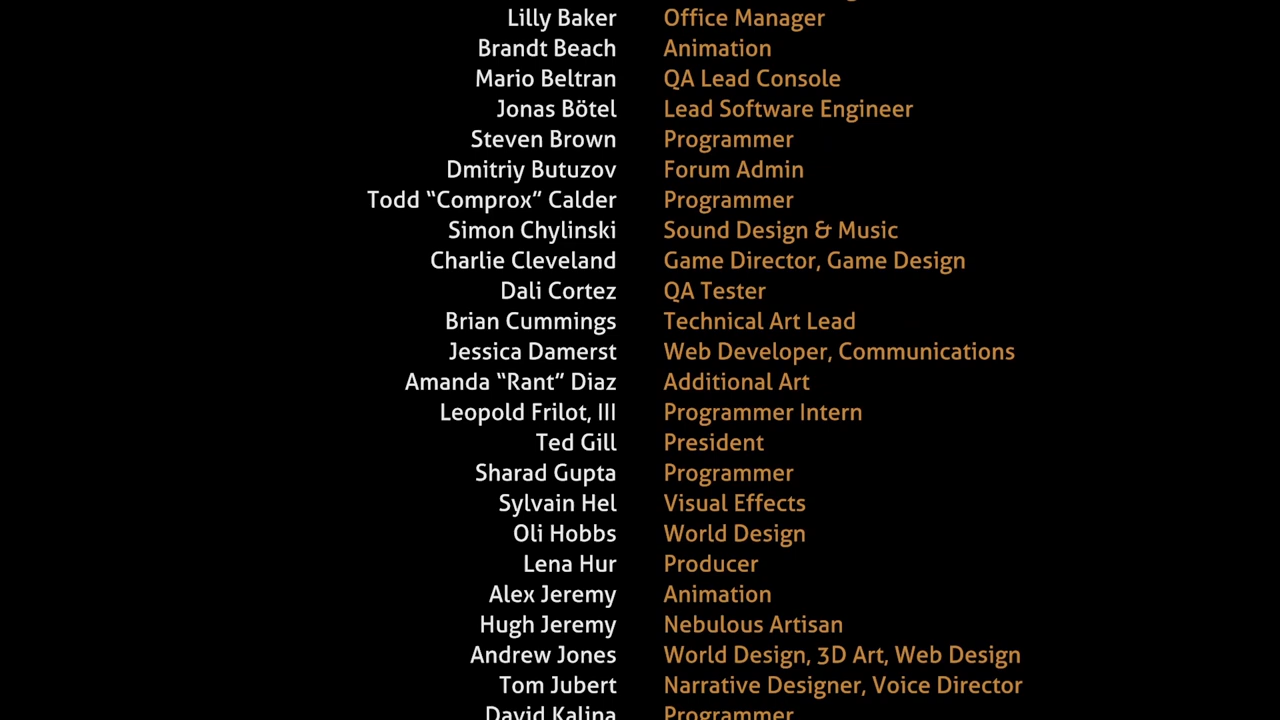 Lilly Baker Office Manager
Brandt Beach Animation
Mario Beltran QA Lead Console
Jonas Bötel Lead Software Engineer
Steven Brown Programmer
Dmitriy Butuzov Forum Admin
Todd “Comprox” Calder Programmer
Simon Chylinski Sound Design & Music
Charlie Cleveland Game Director, Game Design
Dali Cortez QA Tester
Brian Cummings Technical Art Lead
Jessica Damerst Web Developer, Communications
Amanda “Rant” Diaz Additional Art
Leopold Frilot, III Programmer Intern
Ted Gill President
Sharad Gupta Programmer
Sylvain Hel Visual Effects
Oli Hobbs World Design
Lena Hur Producer
Alex Jeremy Animation
Hugh Jeremy Nebulous Artisan
Andrew Jones World Design, 3D Art, Web Design
Tom Jubert Narrative Designer, Voice Director
David Kalina Programmer